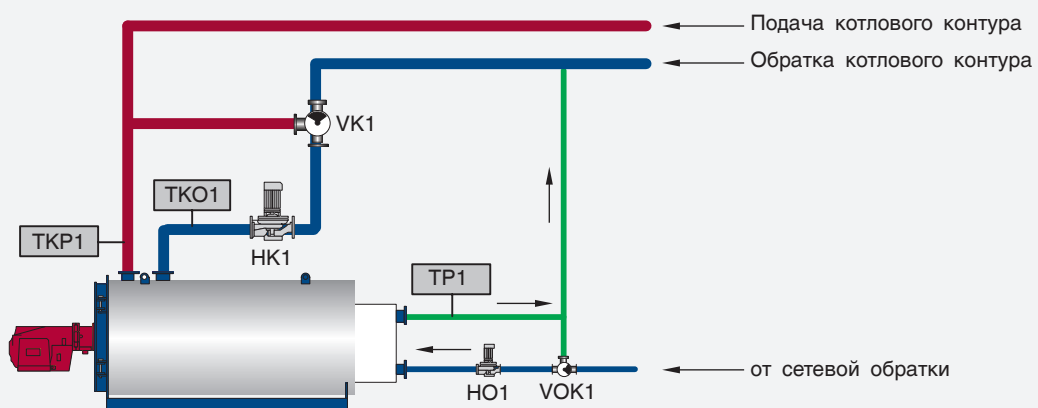 Подача котлового контура
Обратка котлового контура
VK1
TKO1
TKP1
HK1
TP1
HO1
VOK1
от сетевой обратки